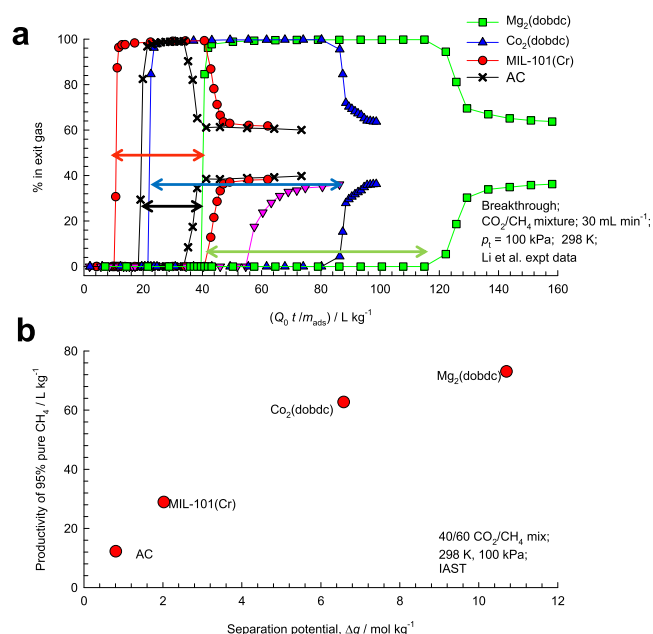 a
Mg₂(dobdc)
Co₂(dobdc)
MIL-101(Cr)
AC
100
80
60
40
20
0
% in exit gas
Breakthrough;
CO₂/CH₄ mixture; 30 mL min⁻¹;
pₜ = 100 kPa; 298 K;
Li et al. expt data
0 20 40 60 80 100 120 140 160
(Q₀ t /mₐdₛ) / L kg⁻¹
b
80
60
40
20
0
Productivity of 95% pure CH₄ / L kg⁻¹
Mg₂(dobdc)
Co₂(dobdc)
MIL-101(Cr)
AC
40/60 CO₂/CH₄ mix;
298 K, 100 kPa;
IAST
0 2 4 6 8 10 12
Separation potential, Δq / mol kg⁻¹